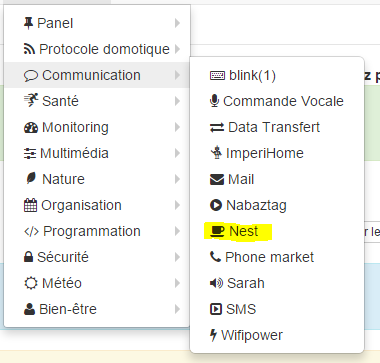 Panel
Protocole domotique
Communication
Santé
Monitoring
Multimédia
Nature
Organisation
Programmation
Sécurité
Météo
Bien-être
blink(1)
Commande Vocale
Data Transfert
ImperiHome
Mail
Nabaztag
Nest
Phone market
Sarah
SMS
Wifipower